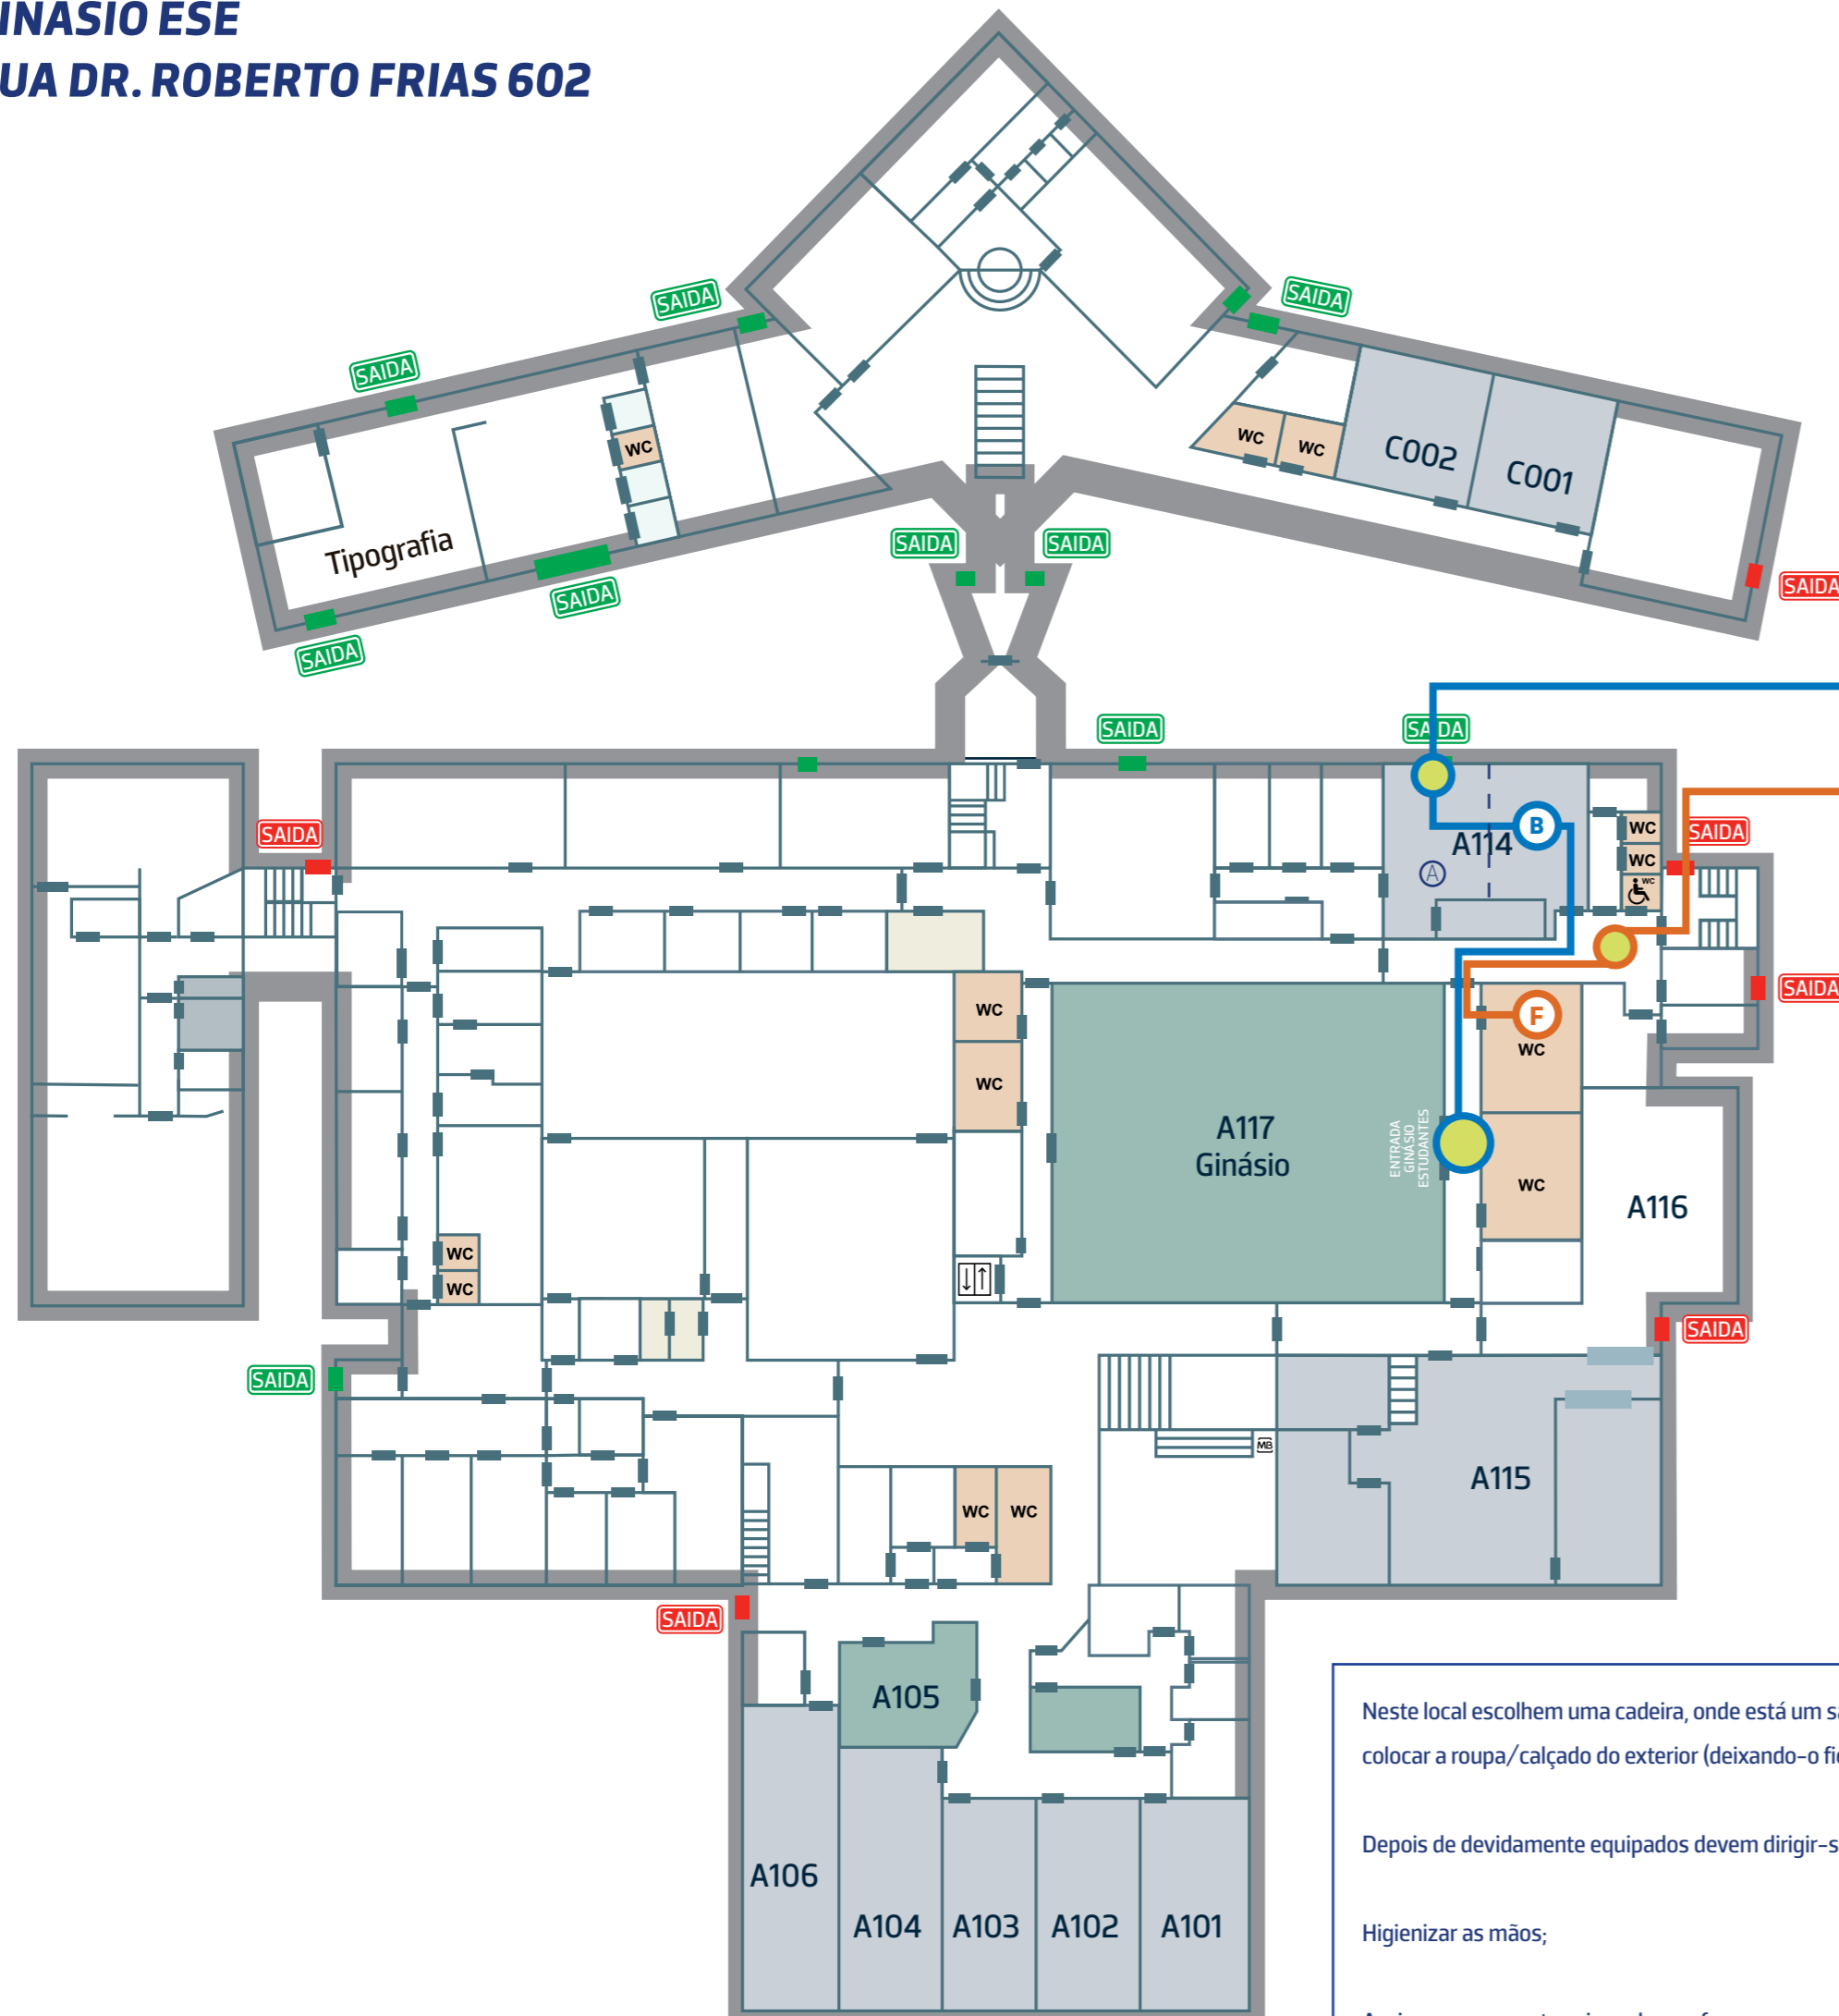 INASIO ESE
UA DR. ROBERTO FRIAS 602
SAIDA
SAIDA
SAIDA
WC
WC
WC
C002
C001
Tipografia
SAIDA
SAIDA
SAIDA
SAIDA
SAIDA
SAIDA
SAIDA
SAIDA
B
A114
A
WC
WC
WC
SAIDA
SAIDA
SAIDA
WC
WC
F
WC
WC
A117
Ginásio
ENTRADA
GINÁSIO
ESTUDANTES
A116
WC
WC
SAIDA
SAIDA
MB
A115
WC
WC
SAIDA
A105
A106
A104
A103
A102
A101
Neste local escolhem uma cadeira, onde está um
colocar a roupa/calçado do exterior (deixando-o
Depois de devidamente equipados devem
Higienizar as mãos;